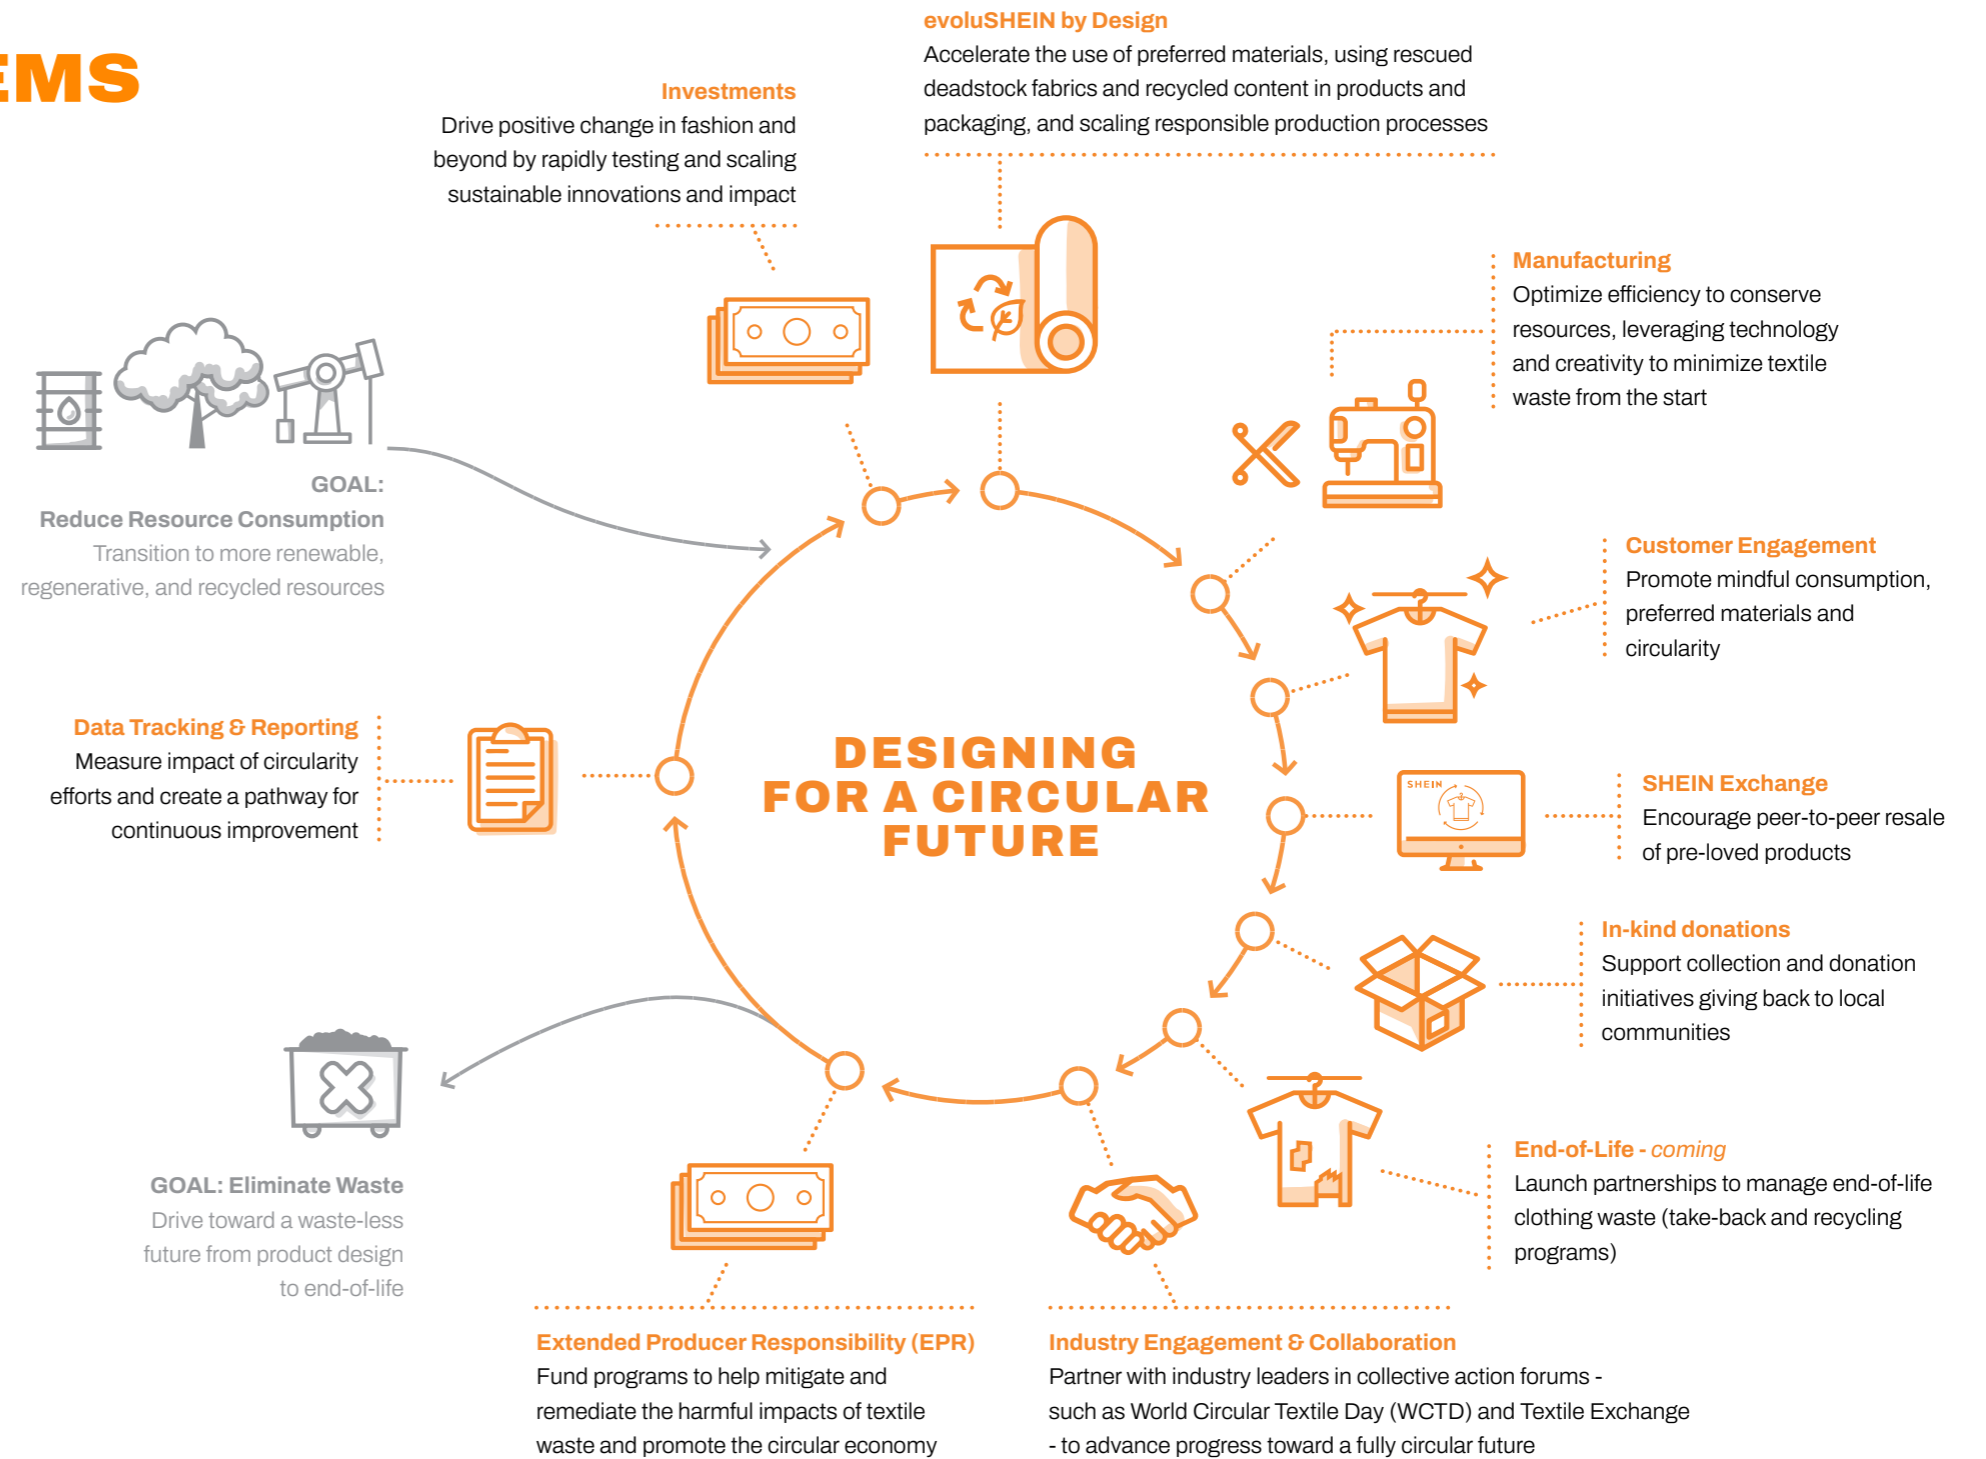 EMS
evoluSHEIN by Design
Accelerate the use of preferred materials, using rescued
deadstock fabrics and recycled content in products and
packaging, and scaling responsible production processes
Investments
Drive positive change in fashion and
beyond by rapidly testing and scaling
sustainable innovations and impact
Manufacturing
Optimize efficiency to conserve
resources, leveraging technology
and creativity to minimize textile
waste from the start
GOAL:
Reduce Resource Consumption
Transition to more renewable,
regenerative, and recycled resources
Customer Engagement
Promote mindful consumption,
preferred materials and
circularity
Data Tracking & Reporting
Measure impact of circularity
efforts and create a pathway for
continuous improvement
DESIGNING
FOR A CIRCULAR
FUTURE
SHEIN
SHEIN Exchange
Encourage peer-to-peer resale
of pre-loved products
In-kind donations
Support collection and donation
initiatives giving back to local
communities
End-of-Life - coming
Launch partnerships to manage end-of-life
clothing waste (take-back and recycling
programs)
GOAL: Eliminate Waste
Drive toward a waste-less
future from product design
to end-of-life
Extended Producer Responsibility (EPR)
Fund programs to help mitigate and
remediate the harmful impacts of textile
waste and promote the circular economy
Industry Engagement & Collaboration
Partner with industry leaders in collective action forums -
such as World Circular Textile Day (WCTD) and Textile Exchange
- to advance progress toward a fully circular future